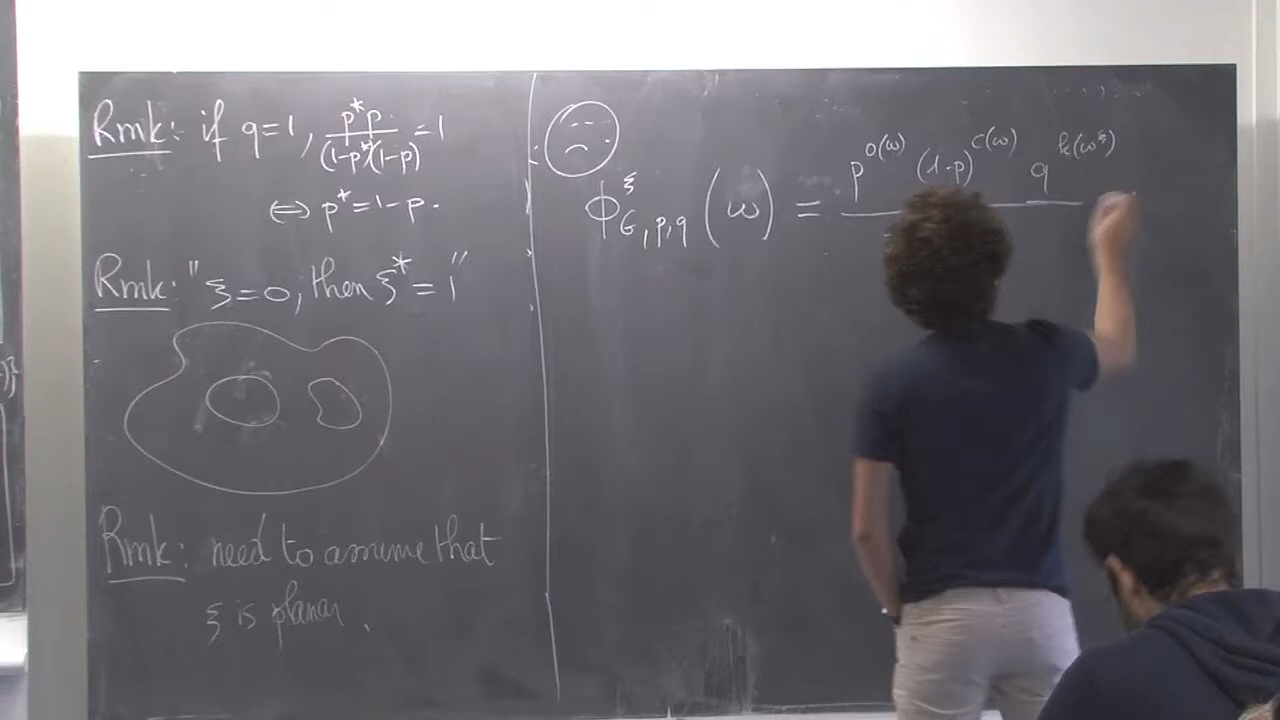 Rmk: if q=1, p*p / (1-p*)(1-p) = 1
⇔ p* = 1-p.
Rmk: "ξ=0, then ξ* = 1"
Rmk: need to assume that
ξ is planar.
ϕ^ξ_{G,p,q} (ω) = p^{o(ω)} (1-p)^{c(ω)} q^{k(ω^ξ)}